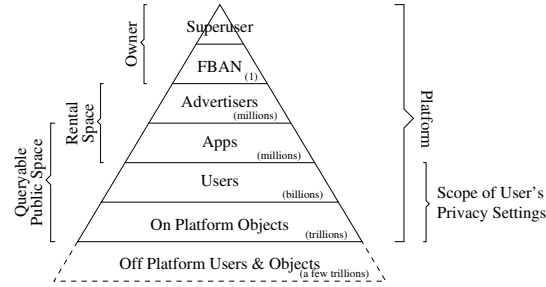 Superuser
FBAN
(1)
Advertisers
(millions)
Apps
(millions)
Users
(billions)
On Platform Objects
(trillions)
Off Platform Users & Objects
(a few trillions)
Owner
Rental
Space
Queryable
Public Space
Platform
Scope of User's
Privacy Settings